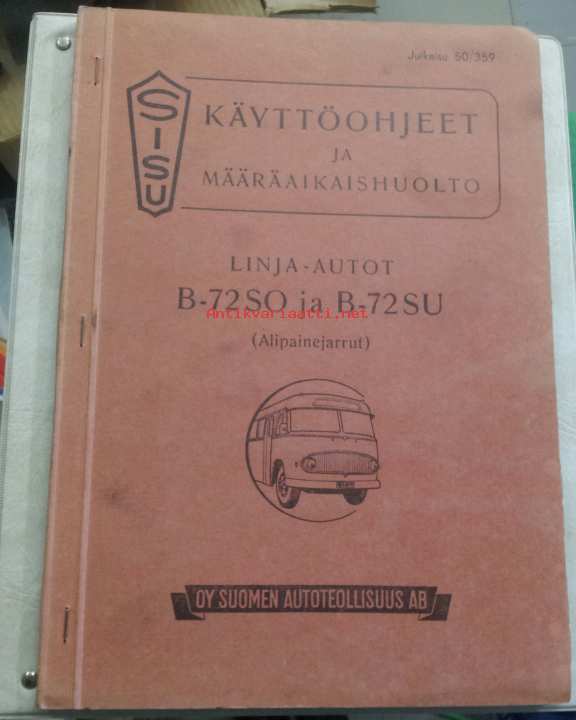 Julkaisu 50/359
SISU
KÄYTTÖOHJEET
JA
MÄÄRÄAIKAISHUOLTO
LINJA-AUTOT
B-72SO ja B-72SU
Antikvariaatti.net
(Alipainejarrut)
OY SUOMEN AUTOTEOLLISUUS AB